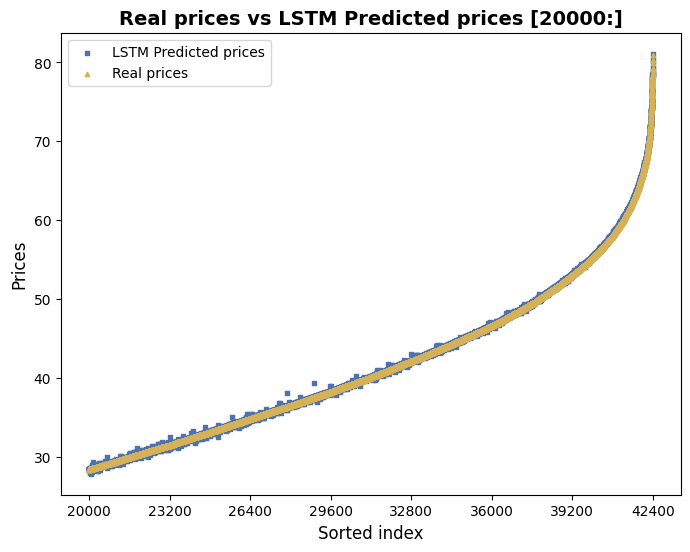 Real prices vs LSTM Predicted prices [20000:]
LSTM Predicted prices
Real prices
Prices
80
70
60
50
40
30
20000 23200 26400 29600 32800 36000 39200 42400
Sorted index